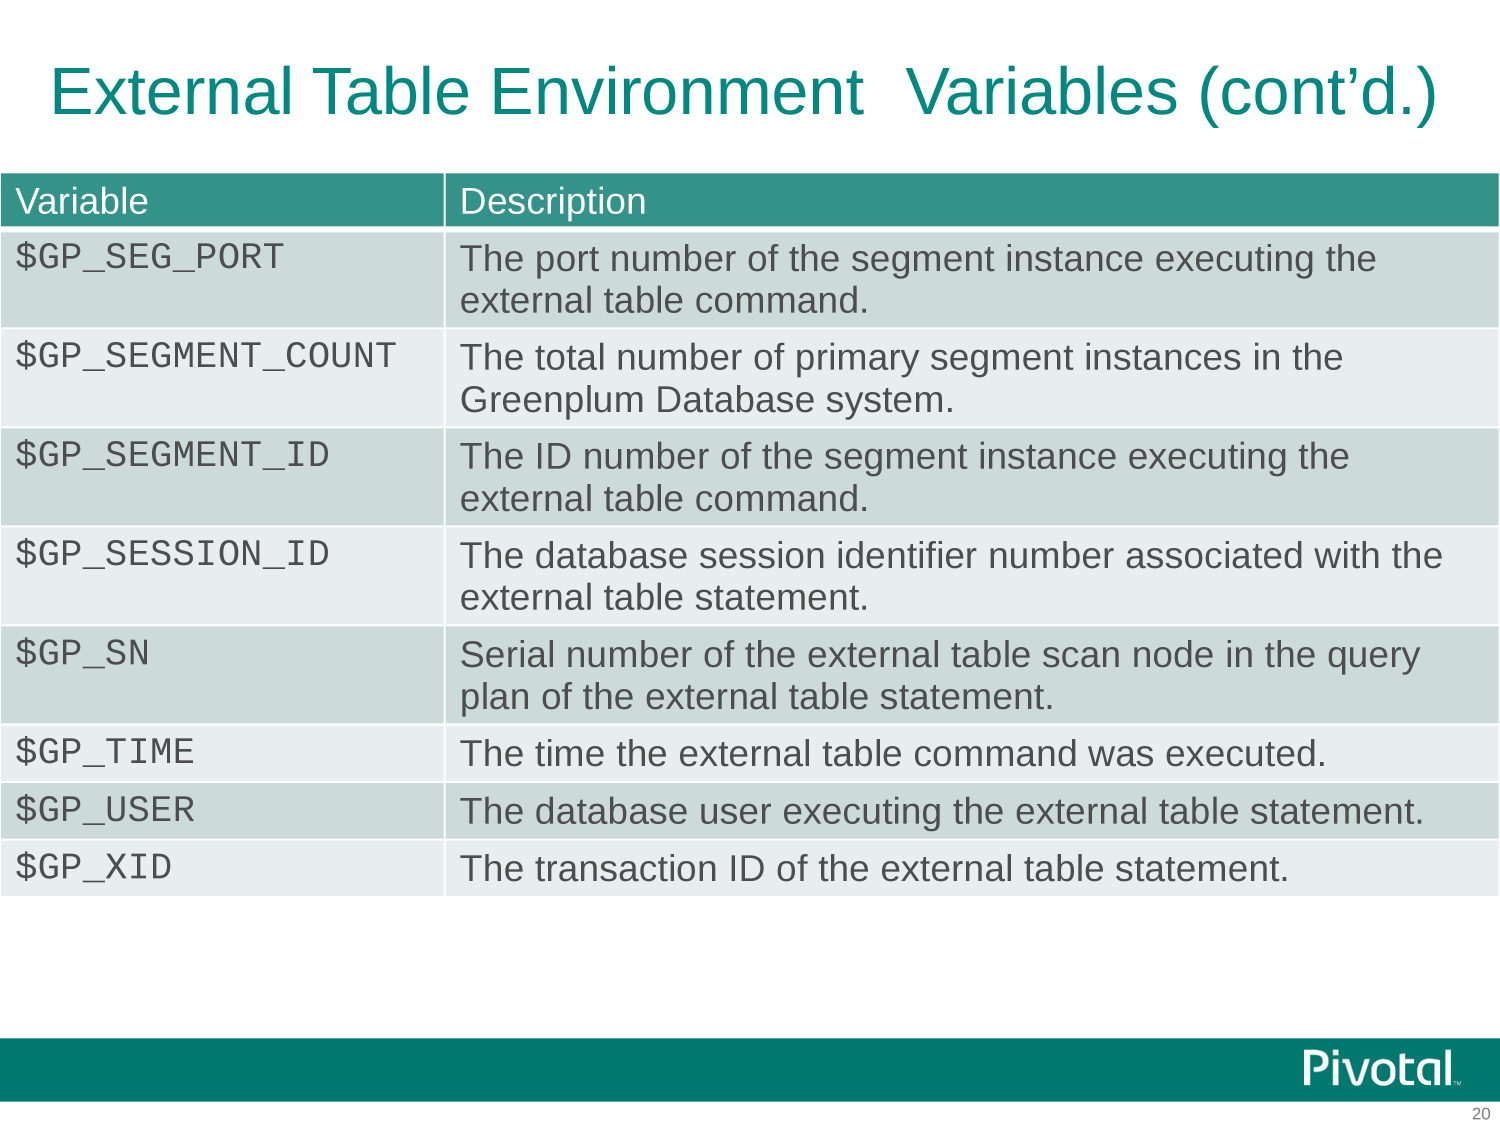 External Table Environment  Variables (cont’d.)
Variable
Description
$GP_SEG_PORT
The port number of the segment instance executing the
external table command.
$GP_SEGMENT_COUNT
The total number of primary segment instances in the
Greenplum Database system.
$GP_SEGMENT_ID
The ID number of the segment instance executing the
external table command.
$GP_SESSION_ID
The database session identifier number associated with the
external table statement.
$GP_SN
Serial number of the external table scan node in the query
plan of the external table statement.
$GP_TIME
The time the external table command was executed.
$GP_USER
The database user executing the external table statement.
$GP_XID
The transaction ID of the external table statement.
Pivotal™
20